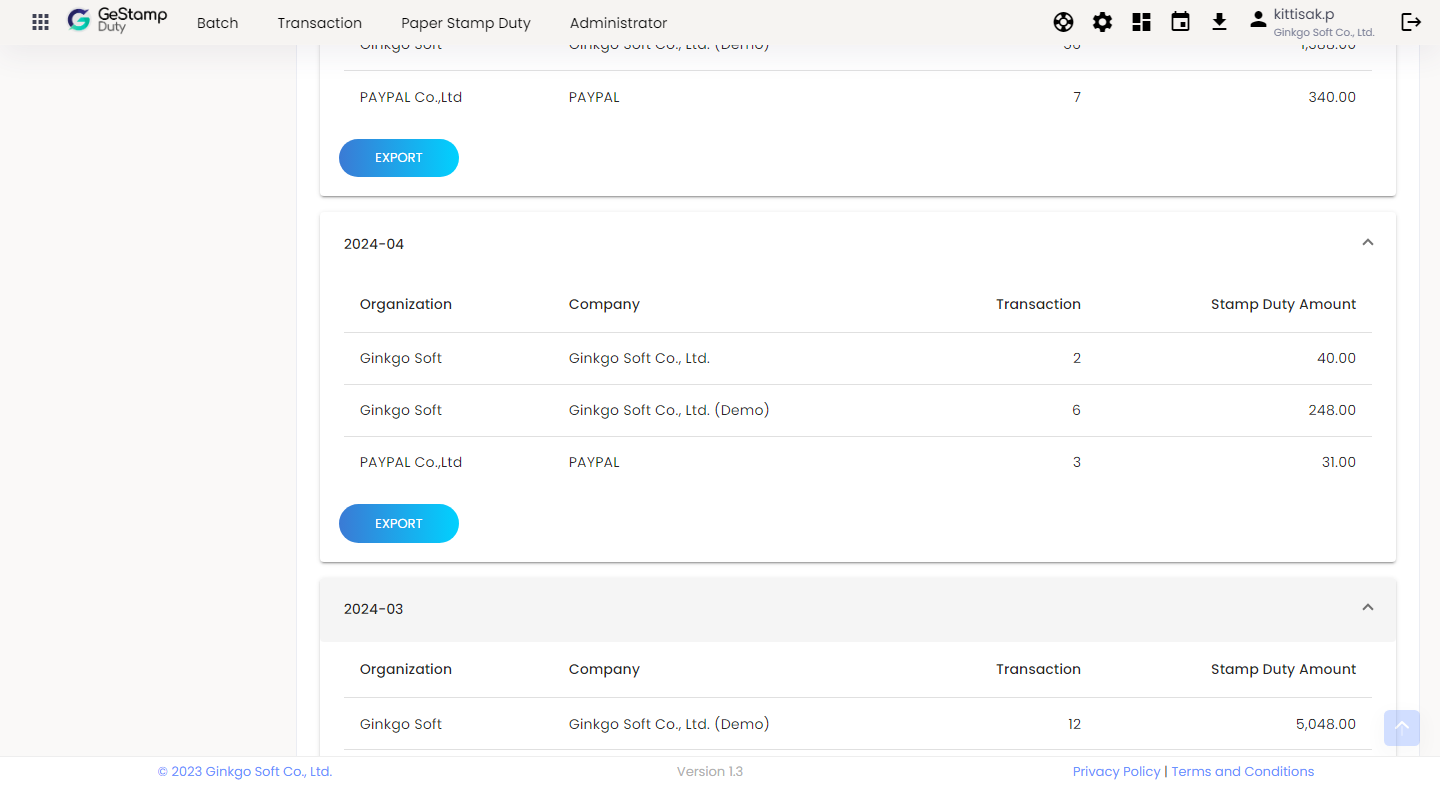 GeStamp
Duty
Batch
Transaction
Paper Stamp Duty
Administrator
kittisak.p
Ginkgo Soft Co., Ltd.
Ginkgo Soft
Ginkgo Soft Co., Ltd. (Demo)
PAYPAL Co.,Ltd
PAYPAL
7
340.00
EXPORT
2024-04
Organization
Company
Transaction
Stamp Duty Amount
Ginkgo Soft
Ginkgo Soft Co., Ltd.
2
40.00
Ginkgo Soft
Ginkgo Soft Co., Ltd. (Demo)
6
248.00
PAYPAL Co.,Ltd
PAYPAL
3
31.00
EXPORT
2024-03
Organization
Company
Transaction
Stamp Duty Amount
Ginkgo Soft
Ginkgo Soft Co., Ltd. (Demo)
12
5,048.00
© 2023 Ginkgo Soft Co., Ltd.
Version 1.3
Privacy Policy | Terms and Conditions